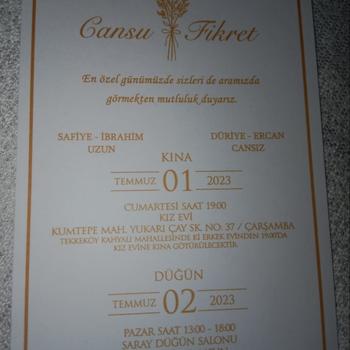 Cansu Fikret
En özel günümüzde sizleri de aramızda
görmekten mutluluk duyarız.
SAFİYE - İBRAHİM
UZUN
DÜRİYE - ERCAN
CANSIZ
KINA
TEMMUZ 01 2023
CUMARTESİ SAAT 19:00
KIZ EVİ
KUMTEPE MAH. YUKARI ÇAY SK. NO: 37 / ÇARŞAMBA
TEKKEKÖY KAHYALI MAHALLESİNDE Kİ ERKEK EVİNDEN 19:00'DA
KIZ EVİNE KINA GÖTÜRÜLECEKTİR.
DÜĞÜN
TEMMUZ 02 2023
PAZAR SAAT 13:00 - 18:00
SARAY DÜĞÜN SALONU